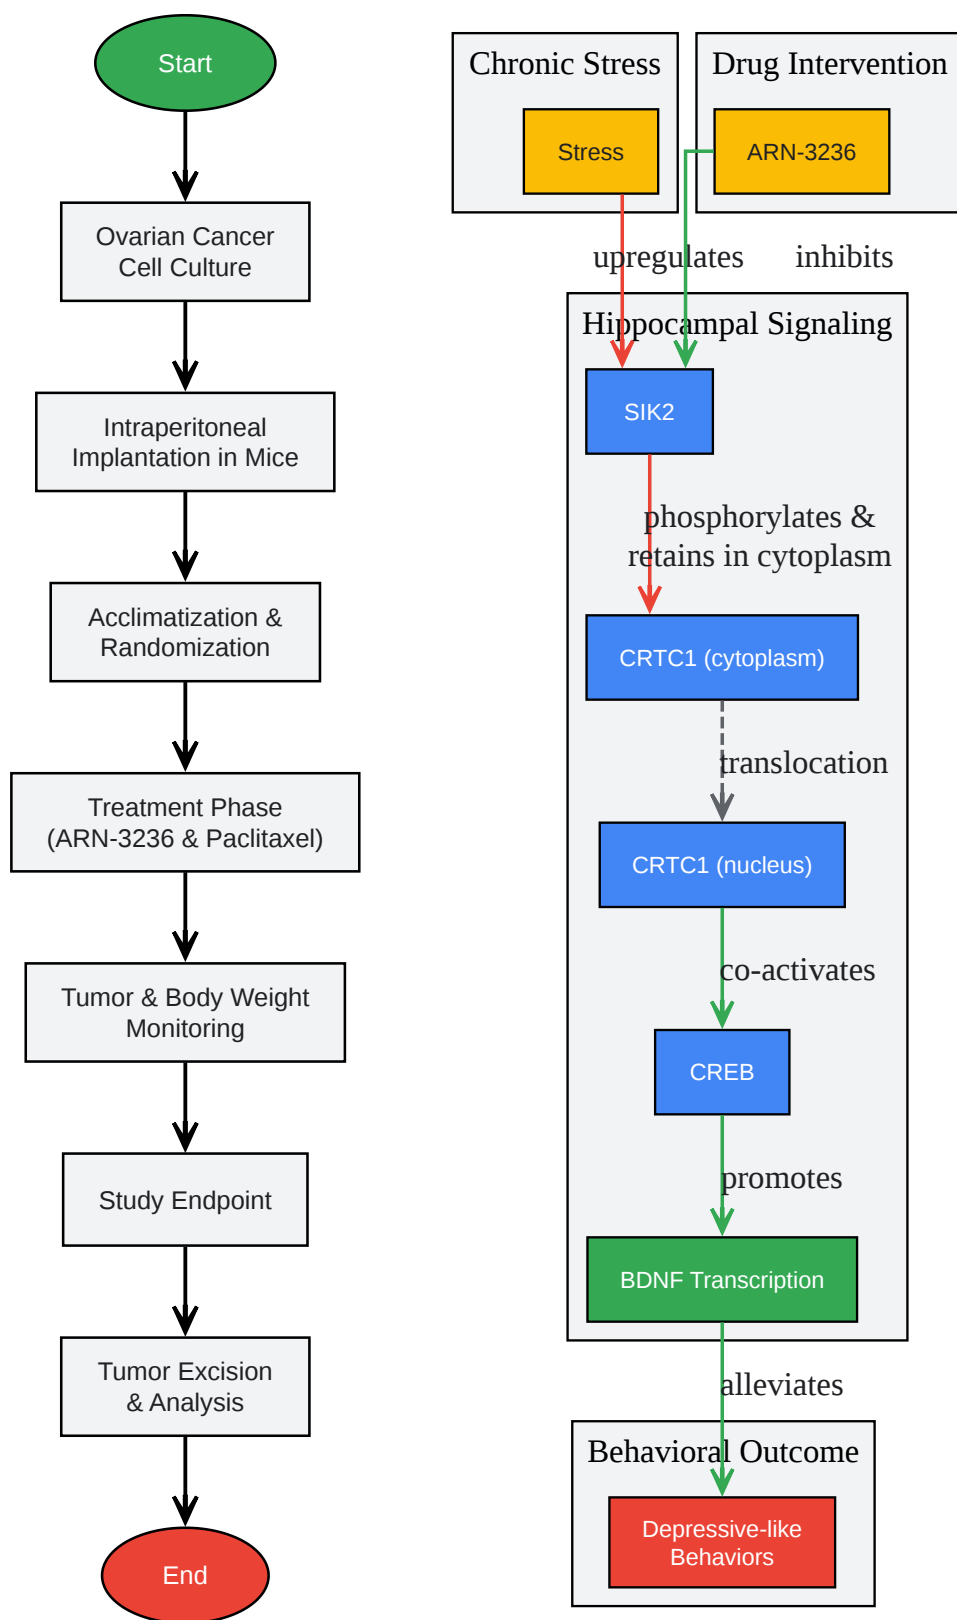 Start
Ovarian Cancer
Cell Culture
Intraperitoneal
Implantation in Mice
Acclimatization &
Randomization
Treatment Phase
(ARN-3236 & Paclitaxel)
Tumor & Body Weight
Monitoring
Study Endpoint
Tumor Excision
& Analysis
End
Chronic Stress
Stress
Drug Intervention
ARN-3236
upregulates
inhibits
Hippocampal Signaling
SIK2
phosphorylates &
retains in cytoplasm
CRTC1 (cytoplasm)
translocation
CRTC1 (nucleus)
co-activates
CREB
promotes
BDNF Transcription
alleviates
Behavioral Outcome
Depressive-like
Behaviors